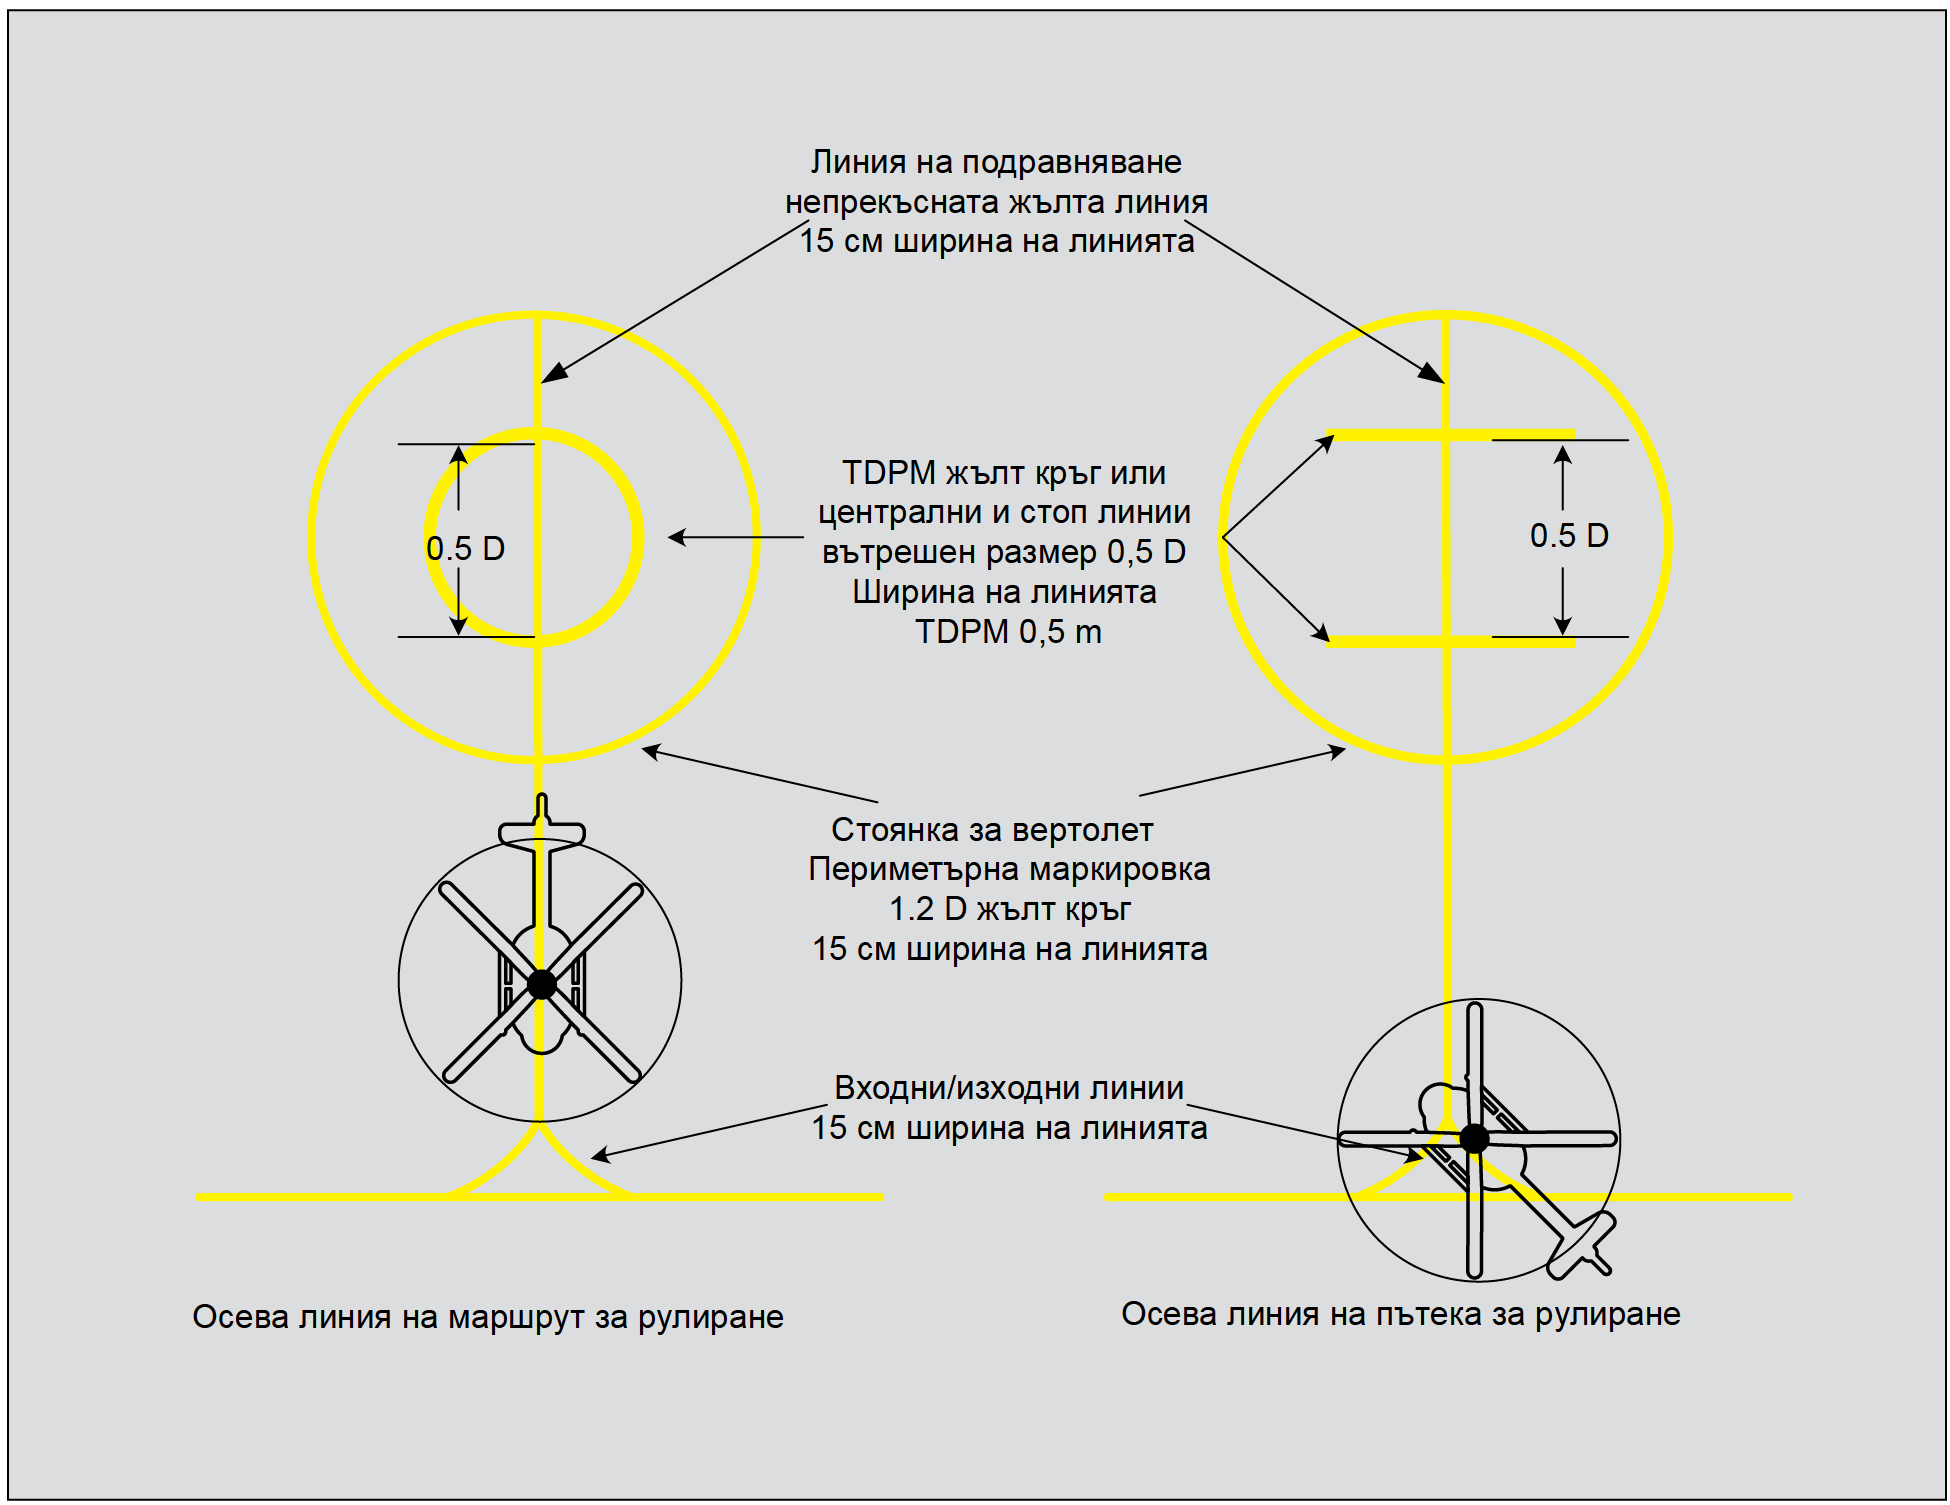 Линия на подравняване
непрекъсната жълта линия
15 см ширина на линията
TDPM жълт кръг или
централни и стоп линии
вътрешен размер 0,5 D
Ширина на линията
TDPM 0,5 m
0.5 D
0.5 D
Стоянка за вертолет
Периметърна маркировка
1.2 D жълт кръг
15 см ширина на линията
Входни/изходни линии
15 см ширина на линията
Осева линия на маршрут за рулиране
Осева линия на пътека за рулиране